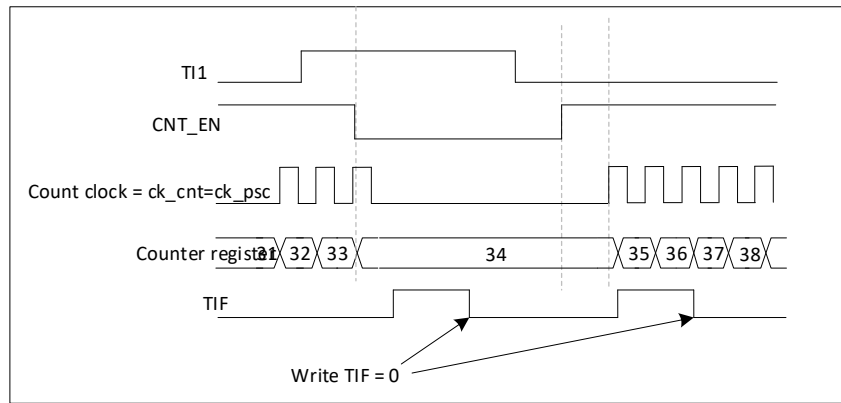 TI1
CNT_EN
Count clock = ck_cnt=ck_psc
Counter register 31 32 33 34 35 36 37 38
TIF
Write TIF = 0